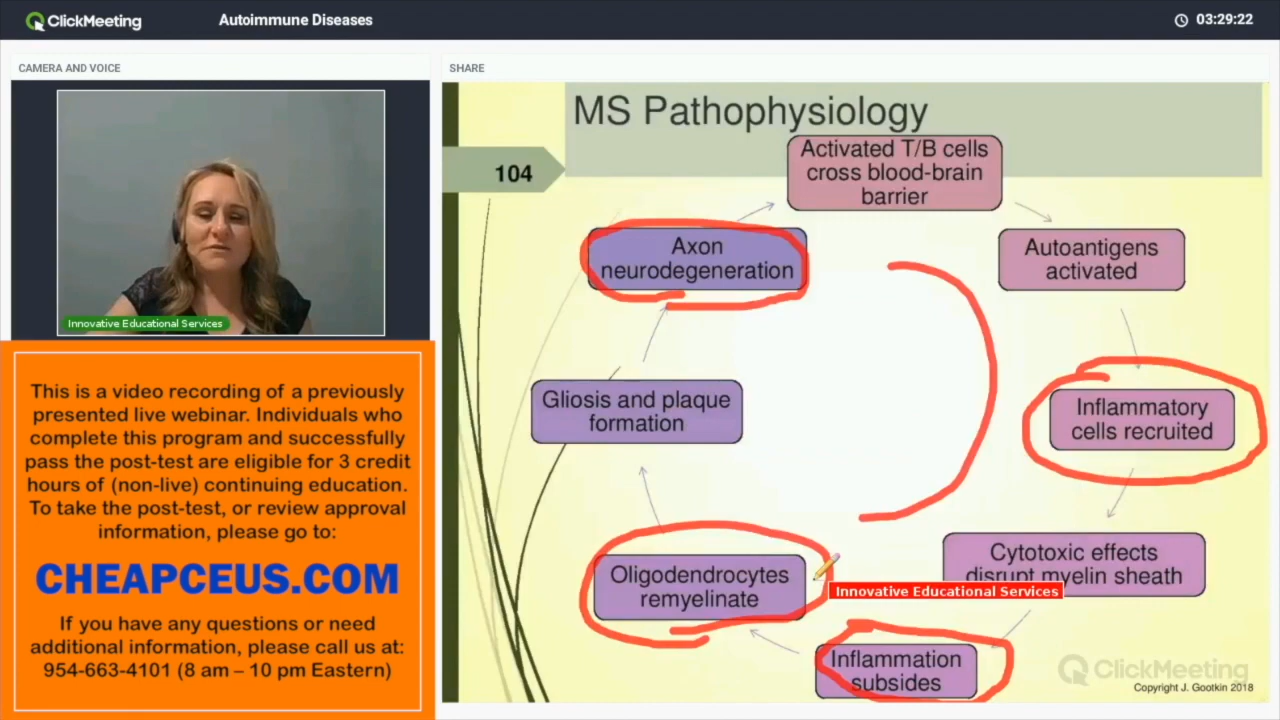 ClickMeeting
Autoimmune Diseases
03:29:22
CAMERA AND VOICE
Innovative Educational Services
This is a video recording of a previously
presented live webinar. Individuals who
complete this program and successfully
pass the post-test are eligible for 3 credit
hours of (non-live) continuing education.
To take the post-test, or review approval
information, please go to:
CHEAPCEUS.COM
If you have any questions or need
additional information, please call us at:
954-663-4101 (8 am – 10 pm Eastern)
SHARE
MS Pathophysiology
104
Activated T/B cells
cross blood-brain
barrier
Autoantigens
activated
Inflammatory
cells recruited
Cytotoxic effects
disrupt myelin sheath
Inflammation
subsides
Oligodendrocytes
remyelinate
Gliosis and plaque
formation
Axon
neurodegeneration
Innovative Educational Services
ClickMeeting
Copyright J. Gootkin 2018